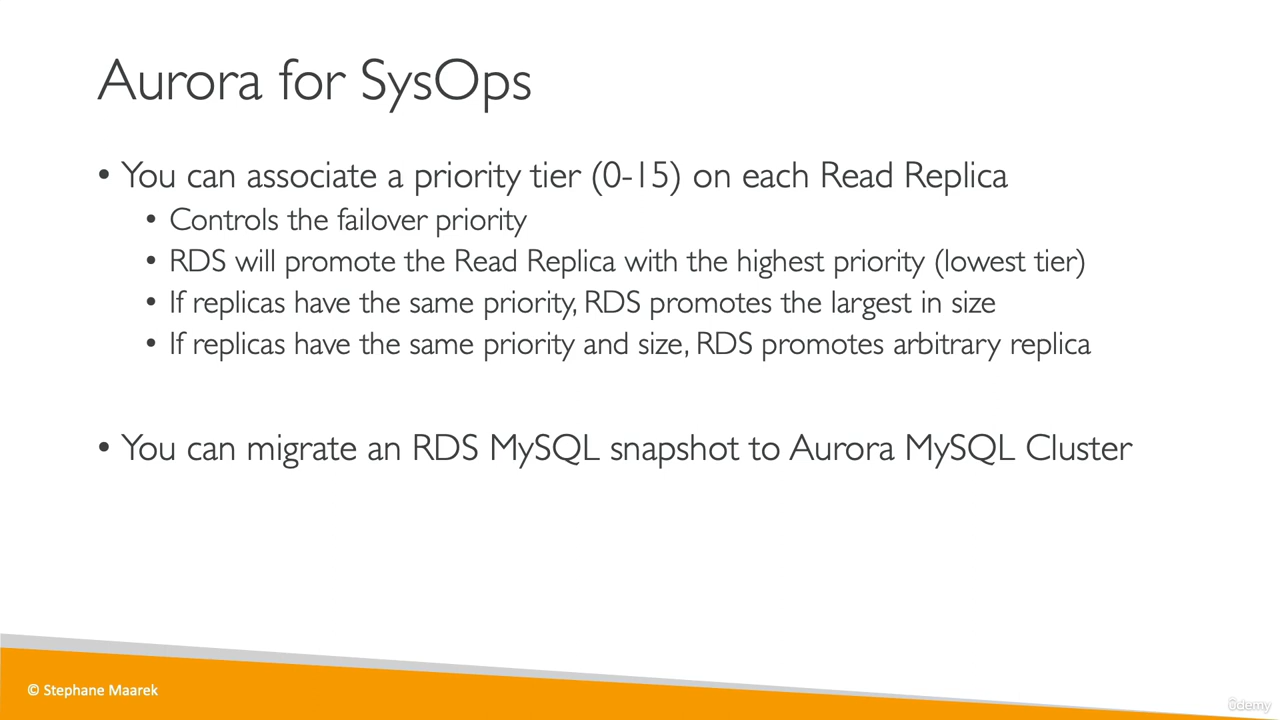 Aurora for SysOps
• You can associate a priority tier (0-15) on each Read Replica
• Controls the failover priority
• RDS will promote the Read Replica with the highest priority (lowest tier)
• If replicas have the same priority, RDS promotes the largest in size
• If replicas have the same priority and size, RDS promotes arbitrary replica
• You can migrate an RDS MySQL snapshot to Aurora MySQL Cluster
© Stephane Maarek
ûdemy